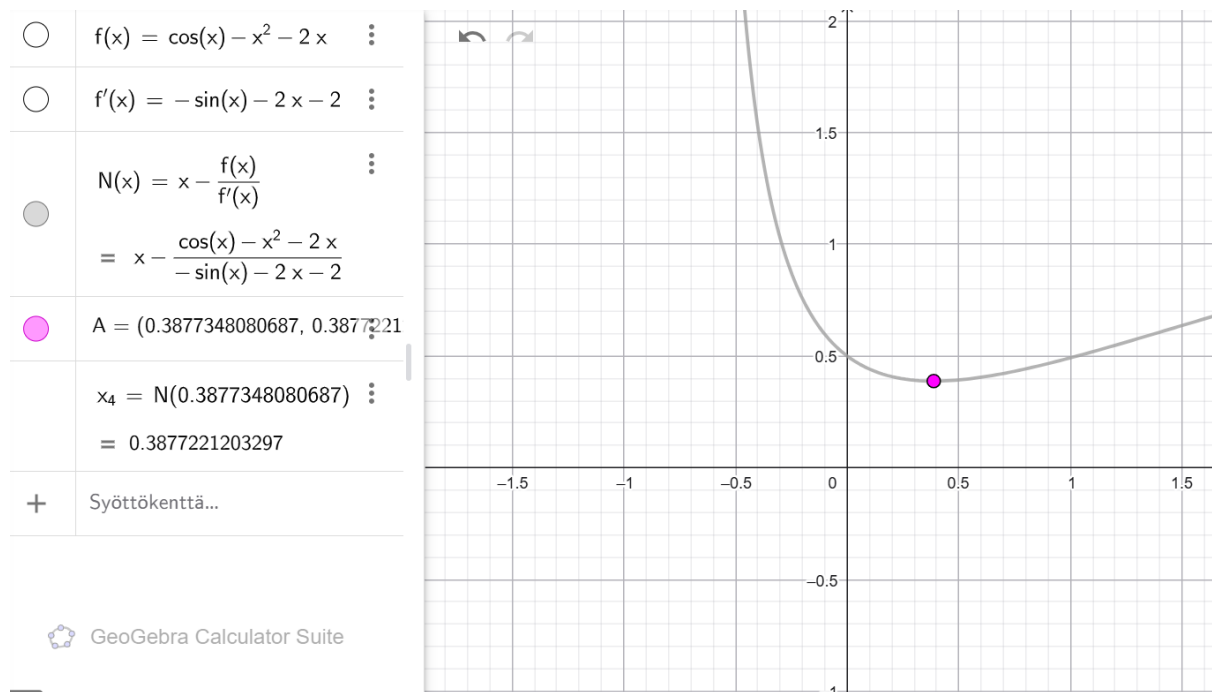 f(x) = cos(x) − x² − 2 x
f′(x) = − sin(x) − 2 x − 2
N(x) = x − f(x)/f′(x)
= x − (cos(x) − x² − 2 x)/(− sin(x) − 2 x − 2)
A = (0.3877348080687, 0.3877221
x₄ = N(0.3877348080687)
= 0.3877221203297
+ Syöttökenttä...
GeoGebra Calculator Suite
2
1.5
1
0.5
−1.5 −1 −0.5 0 0.5 1 1.5
−0.5